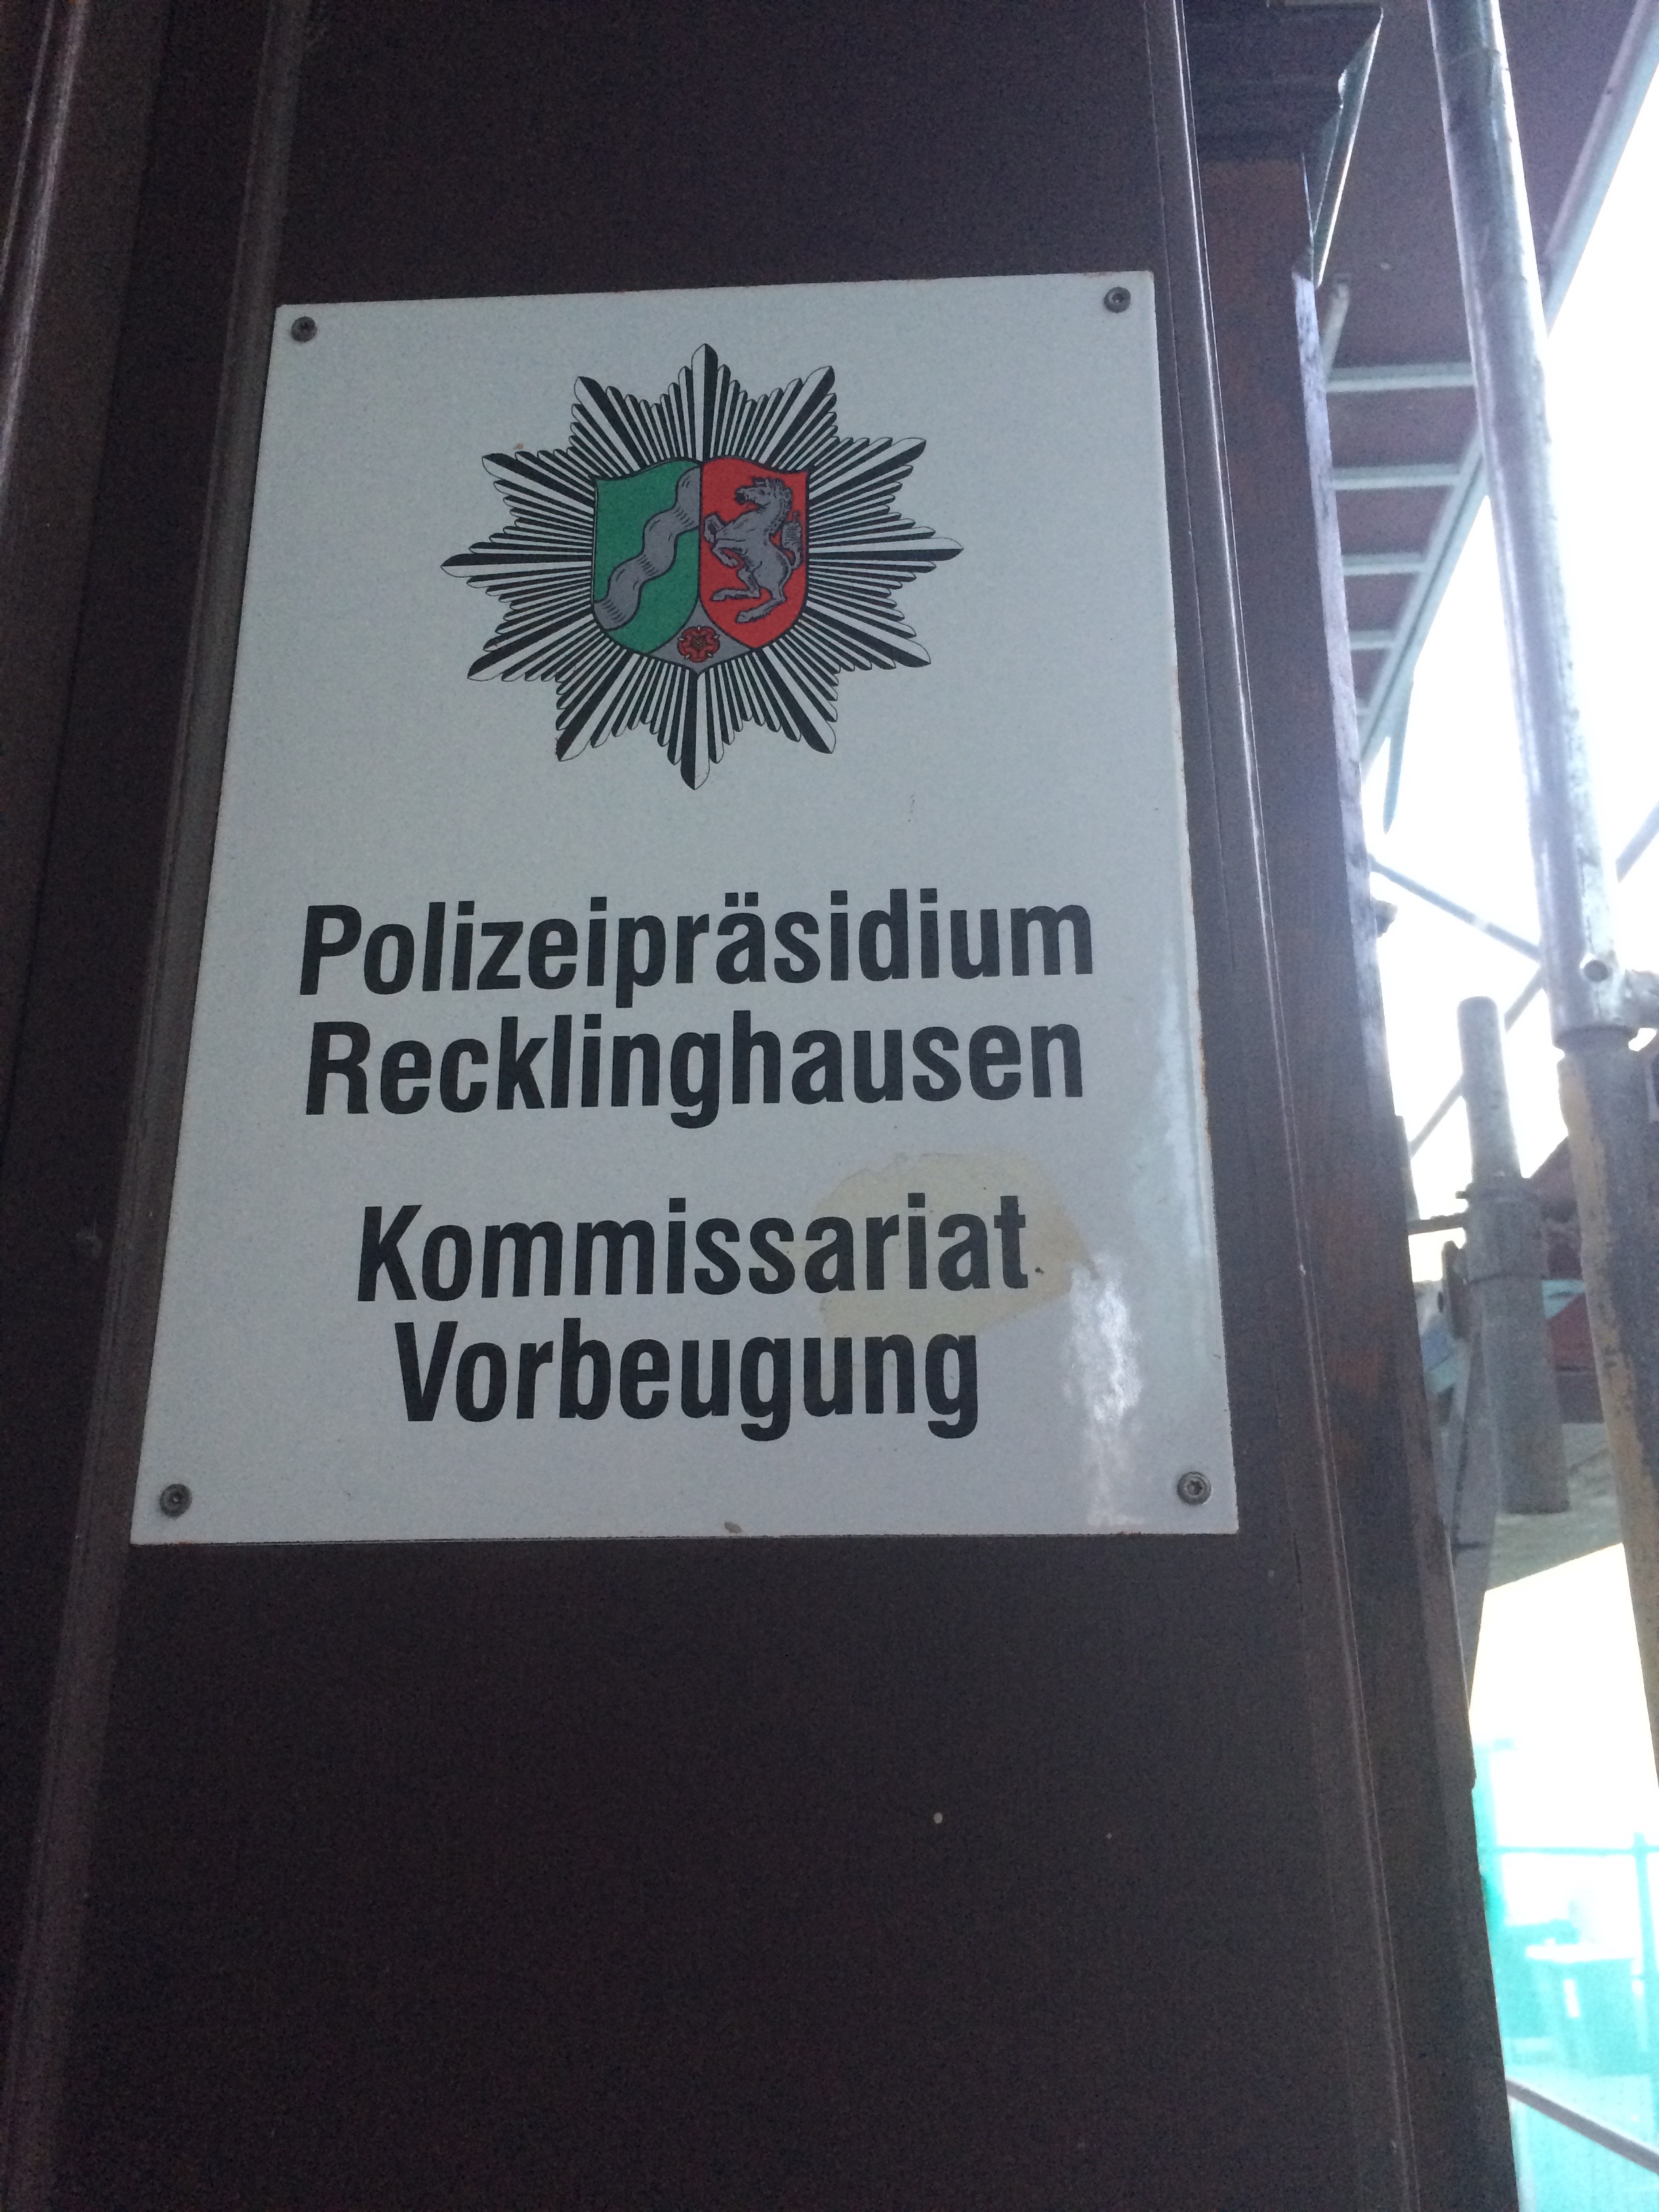 Polizeipräsidium
Recklinghausen
Kommissariat
Vorbeugung